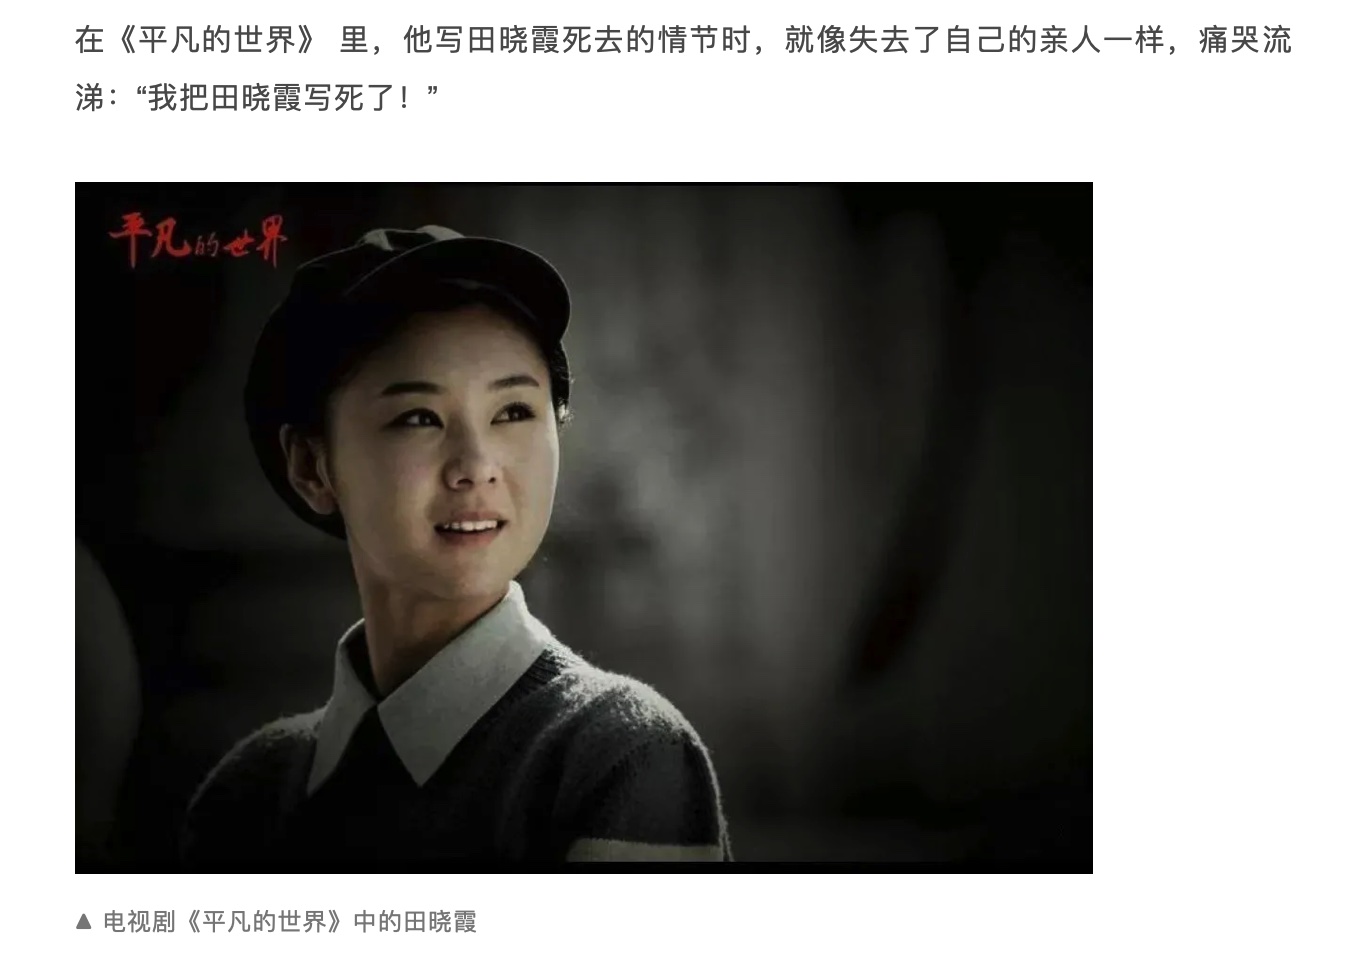 在《平凡的世界》 里，他写田晓霞死去的情节时，就像失去了自己的亲人一样，痛哭流
涕：“我把田晓霞写死了！”
平凡的世界
▲ 电视剧《平凡的世界》中的田晓霞